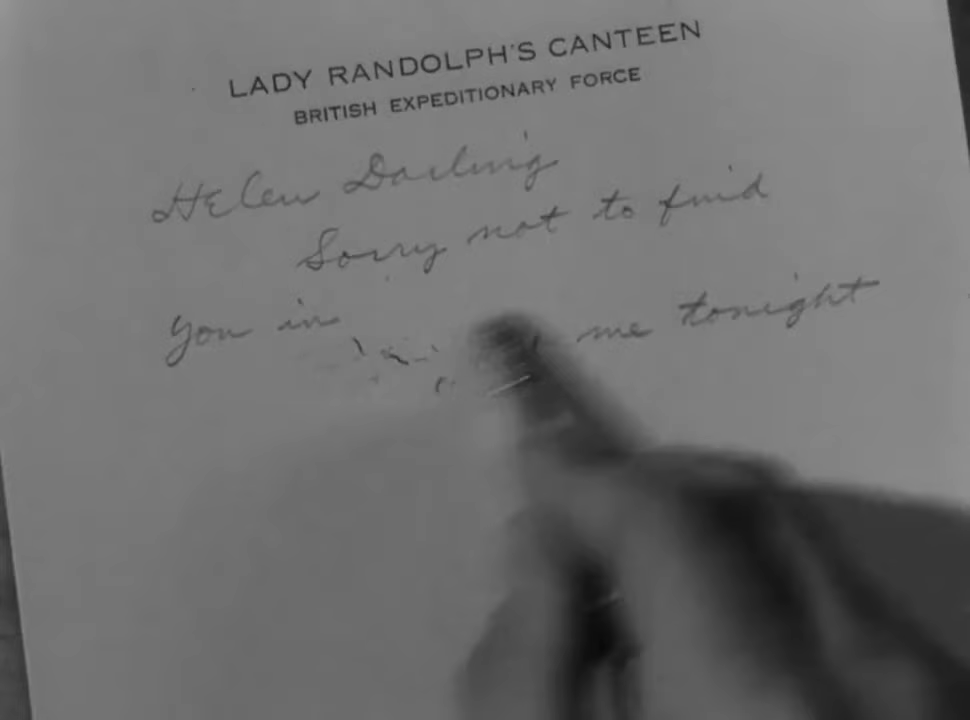 LADY RANDOLPH'S CANTEEN
BRITISH EXPEDITIONARY FORCE
Helen Darling
Sorry not to find
you in me tonight